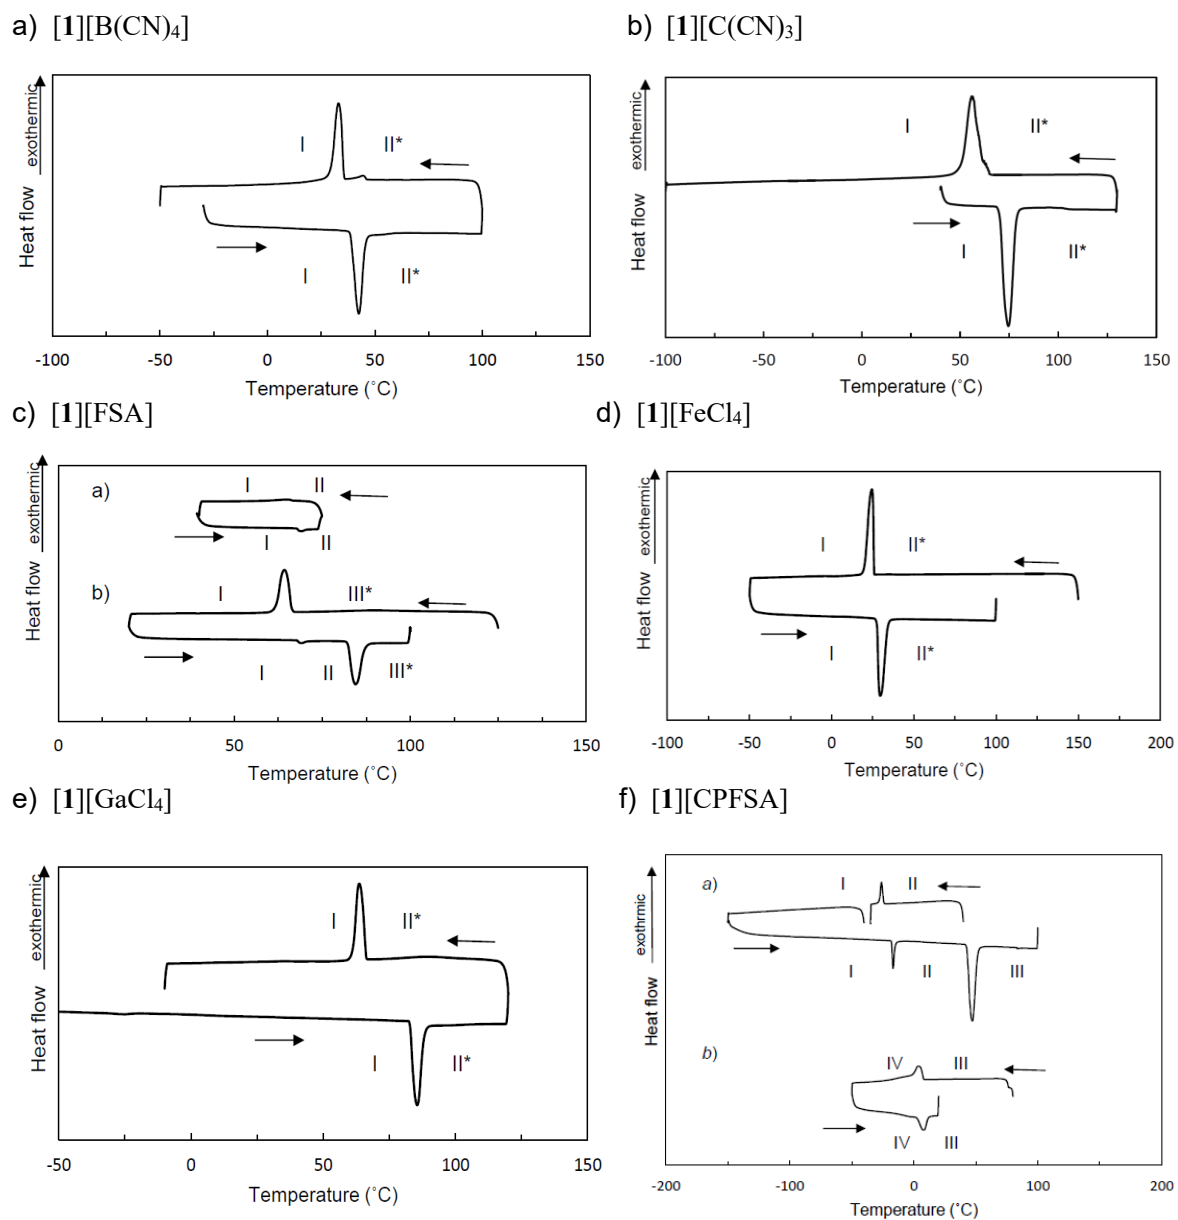 a) [1][B(CN)₄]
Heat flow exothermic
I II*
I II*
-100 -50 0 50 100 150
Temperature (˚C)
b) [1][C(CN)₃]
Heat flow exothermic
I II*
I II*
-100 -50 0 50 100 150
Temperature (˚C)
c) [1][FSA]
Heat flow exothermic
a) I II
I II
b) I III*
I II III*
0 50 100 150
Temperature (˚C)
d) [1][FeCl₄]
Heat flow exothermic
I II*
I II*
-100 -50 0 50 100 150 200
Temperature (˚C)
e) [1][GaCl₄]
Heat flow exothermic
I II*
I II*
-50 0 50 100 150
Temperature (˚C)
f) [1][CPFSA]
Heat flow exothrmic
a) I II
I II III
b) IV III
IV III
-200 -100 0 100 200
Temperature (˚C)